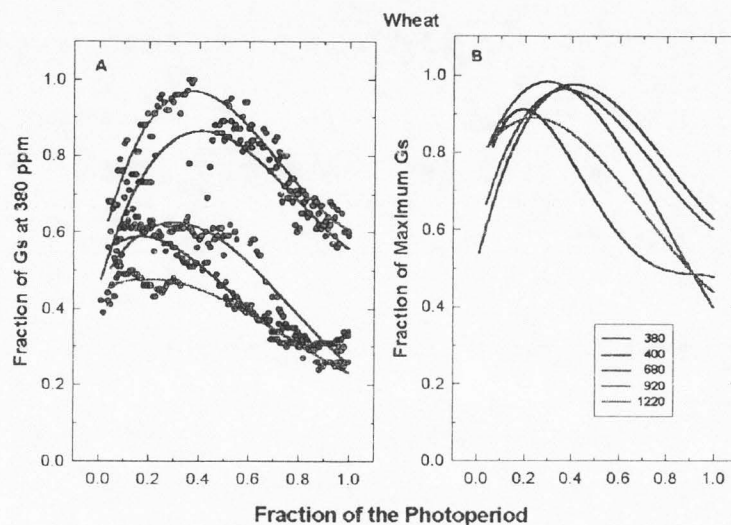 Wheat
A
B
Fraction of Gs at 380 ppm
1.0
0.8
0.6
0.4
0.2
0.0
0.0 0.2 0.4 0.6 0.8 1.0
Fraction of Maximum Gs
1.0
0.8
0.6
0.4
0.2
0.0
0.0 0.2 0.4 0.6 0.8 1.0
380
400
680
920
1220
Fraction of the Photoperiod